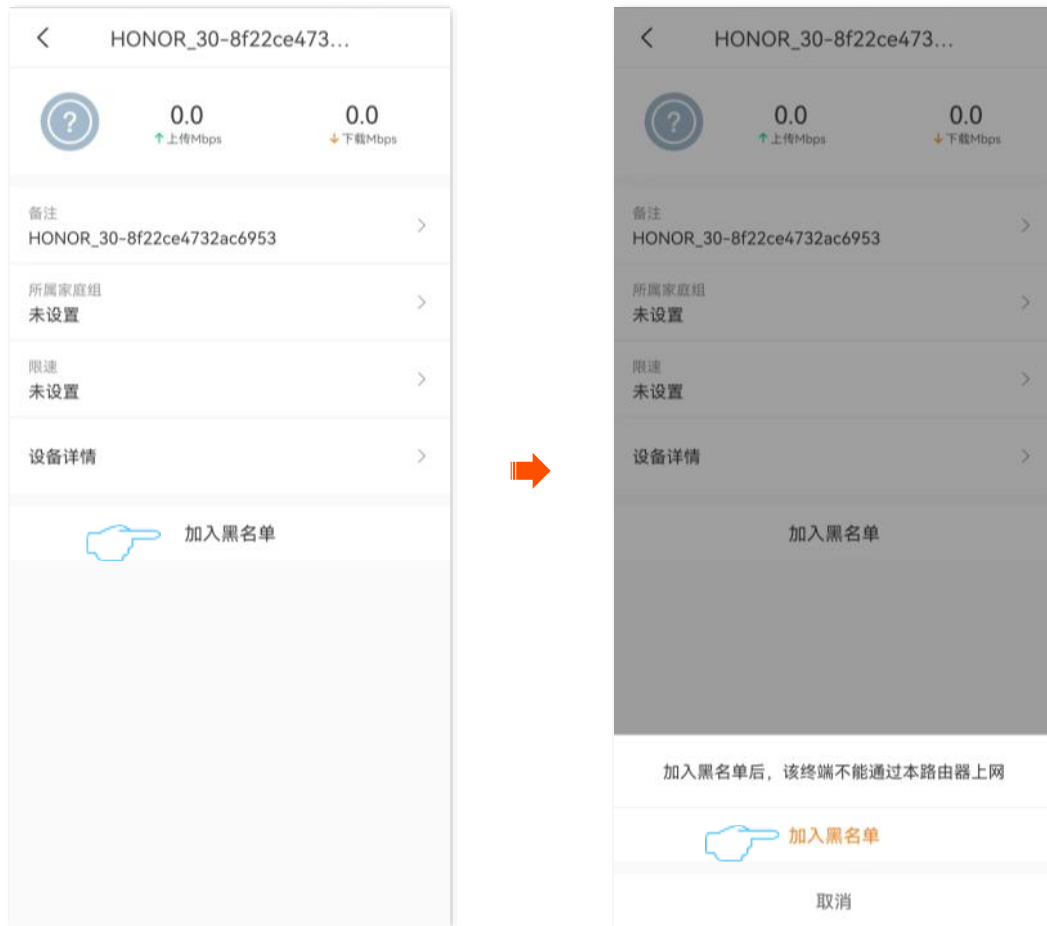 HONOR_30-8f22ce473...
0.0
0.0
↑上传Mbps
↓下载Mbps
备注
HONOR_30-8f22ce4732ac6953
所属家庭组
未设置
限速
未设置
设备详情
加入黑名单
HONOR_30-8f22ce473...
0.0
0.0
↑上传Mbps
↓下载Mbps
备注
HONOR_30-8f22ce4732ac6953
所属家庭组
未设置
限速
未设置
设备详情
加入黑名单
加入黑名单后，该终端不能通过本路由器上网
加入黑名单
取消